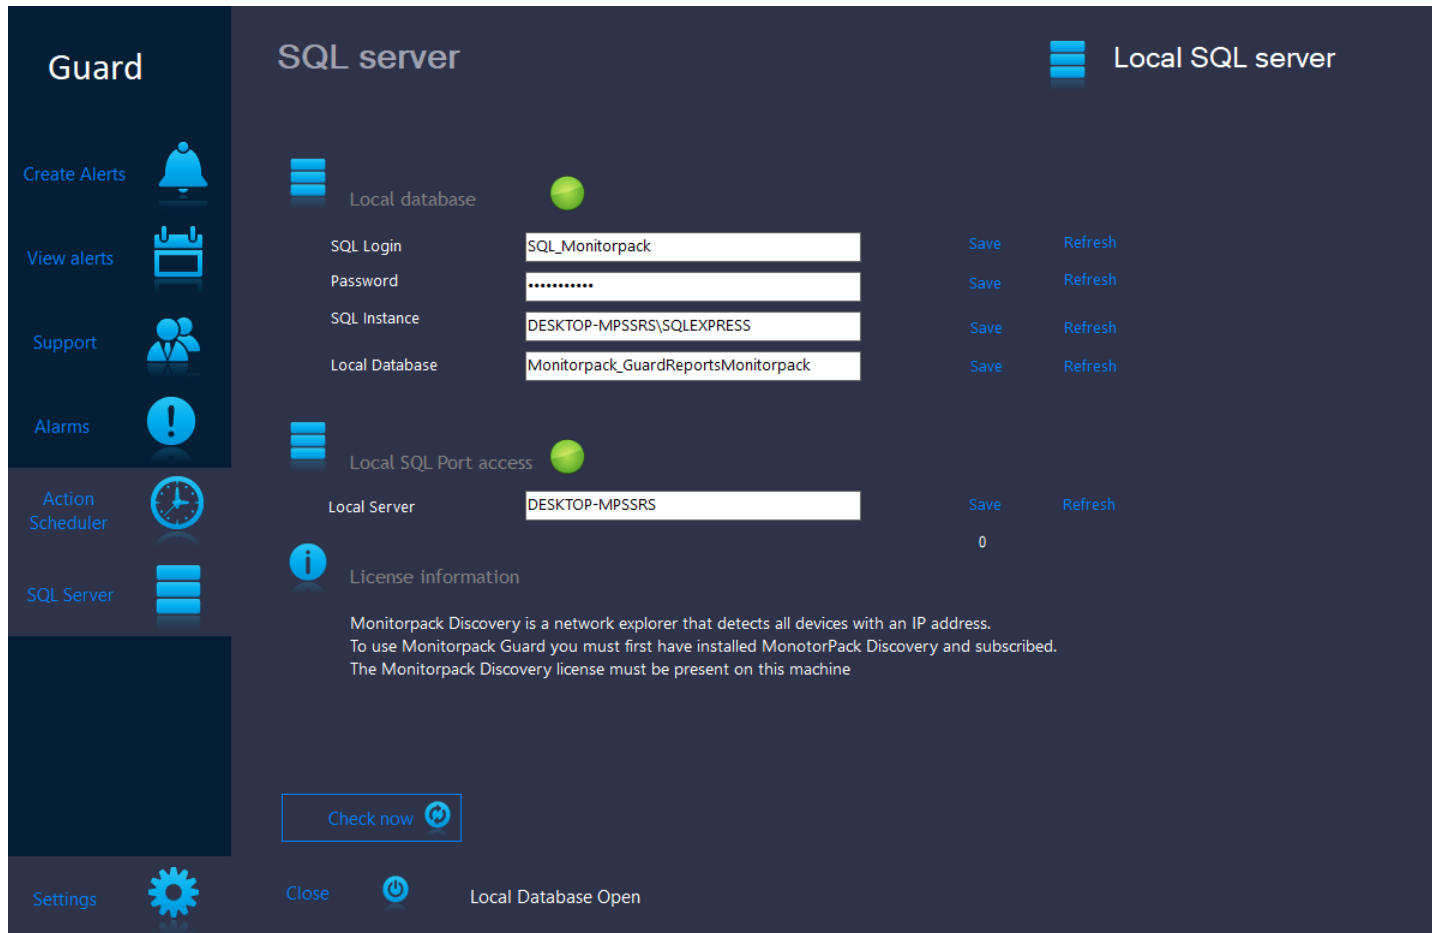 Guard
SQL server
Local SQL server
Create Alerts
View alerts
Support
Alarms
Action
Scheduler
SQL Server
Settings
Local database
SQL Login
SQL_Monitorpack
Save
Refresh
Password
•••••••••••
Save
Refresh
SQL Instance
DESKTOP-MPSSRS\SQLEXPRESS
Save
Refresh
Local Database
Monitorpack_GuardReportsMonitorpack
Save
Refresh
Local SQL Port access
Local Server
DESKTOP-MPSSRS
Save
Refresh
0
License information
Monitorpack Discovery is a network explorer that detects all devices with an IP address.
To use Monitorpack Guard you must first have installed MonotorPack Discovery and subscribed.
The Monitorpack Discovery license must be present on this machine
Check now
Close
Local Database Open